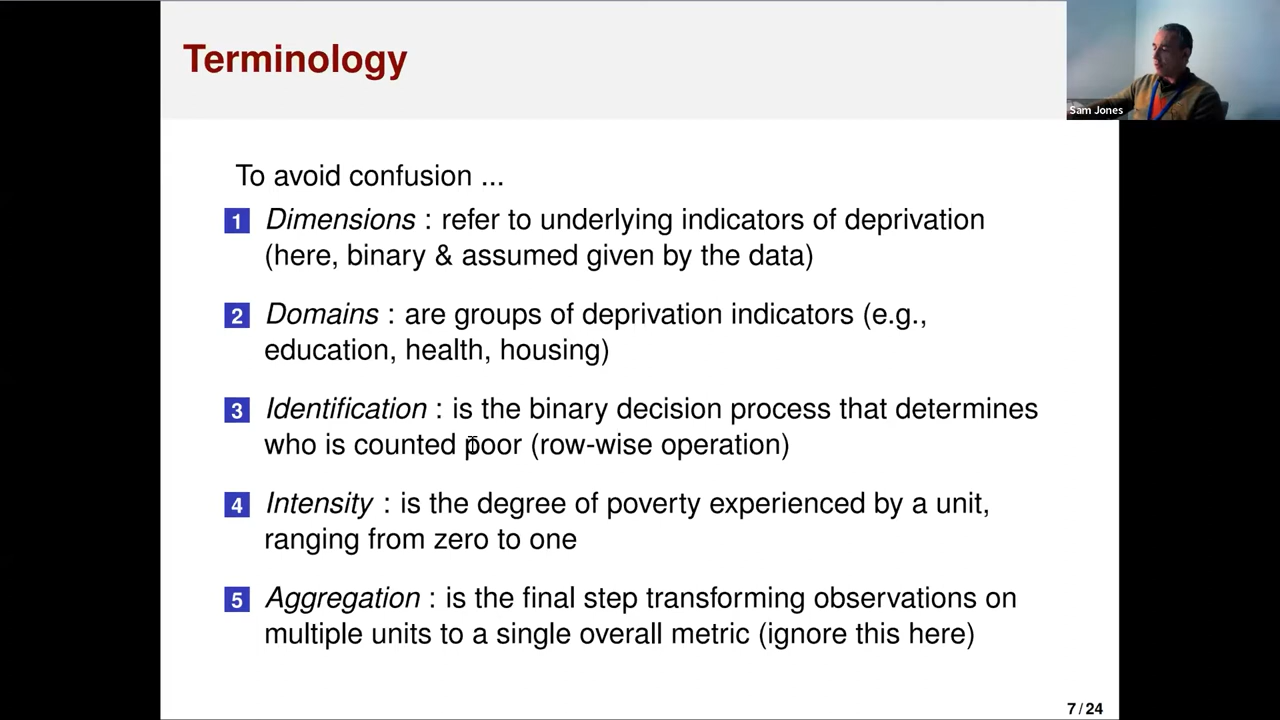 Terminology
Sam Jones
To avoid confusion ...
1 Dimensions : refer to underlying indicators of deprivation
(here, binary & assumed given by the data)
2 Domains : are groups of deprivation indicators (e.g.,
education, health, housing)
3 Identification : is the binary decision process that determines
who is counted poor (row-wise operation)
4 Intensity : is the degree of poverty experienced by a unit,
ranging from zero to one
5 Aggregation : is the final step transforming observations on
multiple units to a single overall metric (ignore this here)
7 / 24